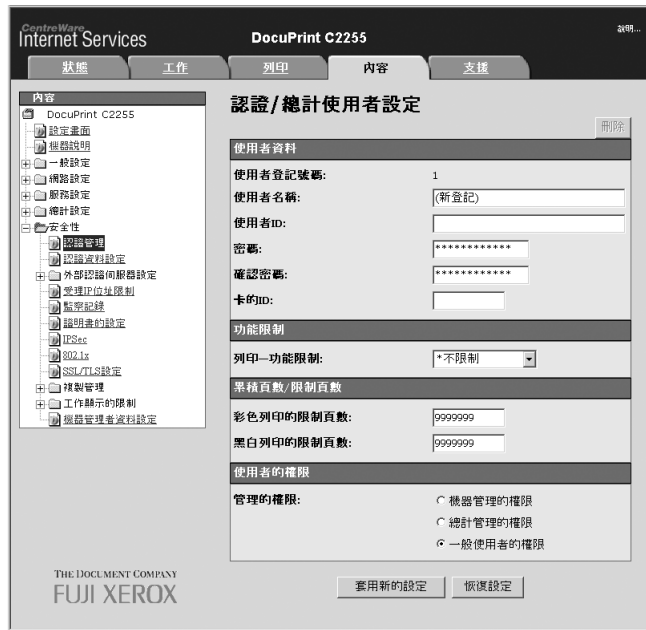 CentreWare
Internet Services
DocuPrint C2255
說明...
狀態
工作
列印
內容
支援
內容
DocuPrint C2255
設定畫面
機器說明
一般設定
網路設定
服務設定
總計設定
安全性
認證管理
認證資料設定
外部認證伺服器設定
受理IP位址限制
監察記錄
證明書的設定
IPSec
802.1x
SSL/TLS設定
複製管理
工作顯示的限制
機器管理者資料設定
認證/總計使用者設定
刪除
使用者資料
使用者登記號碼: 1
使用者名稱: (新登記)
使用者ID:
密碼: ************
確認密碼: ************
卡的ID:
功能限制
列印—功能限制: *不限制
累積頁數/限制頁數
彩色列印的限制頁數: 9999999
黑白列印的限制頁數: 9999999
使用者的權限
管理的權限: 機器管理的權限
總計管理的權限
一般使用者的權限
套用新的設定 恢復設定
THE DOCUMENT COMPANY
FUJI XEROX